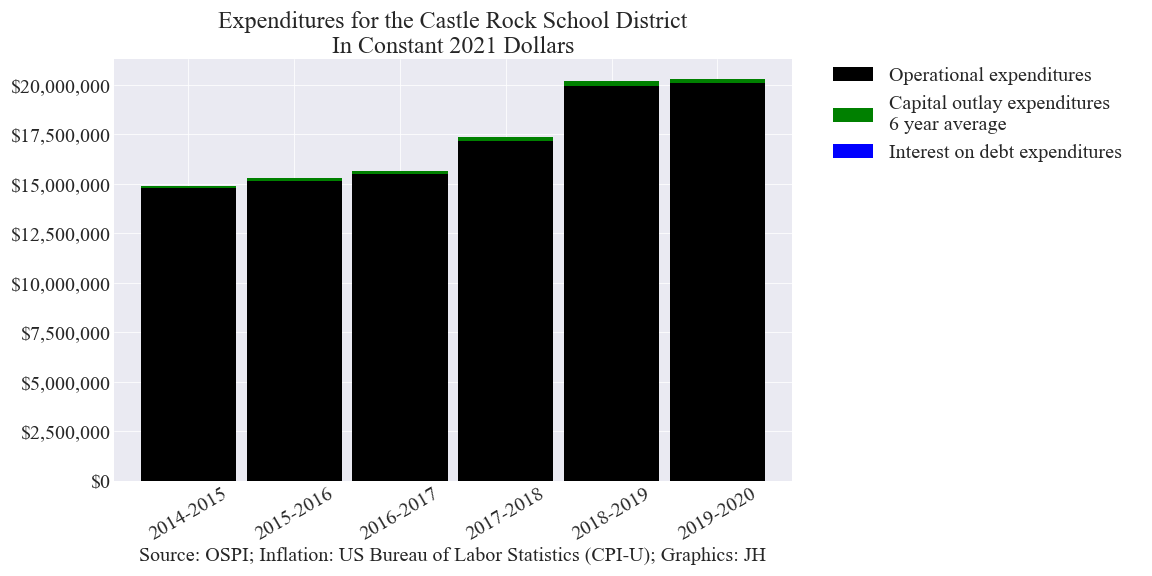 Expenditures for the Castle Rock School District
In Constant 2021 Dollars
$20,000,000
$17,500,000
$15,000,000
$12,500,000
$10,000,000
$7,500,000
$5,000,000
$2,500,000
$0
2014-2015
2015-2016
2016-2017
2017-2018
2018-2019
2019-2020
Source: OSPI; Inflation: US Bureau of Labor Statistics (CPI-U); Graphics: JH
Operational expenditures
Capital outlay expenditures
6 year average
Interest on debt expenditures